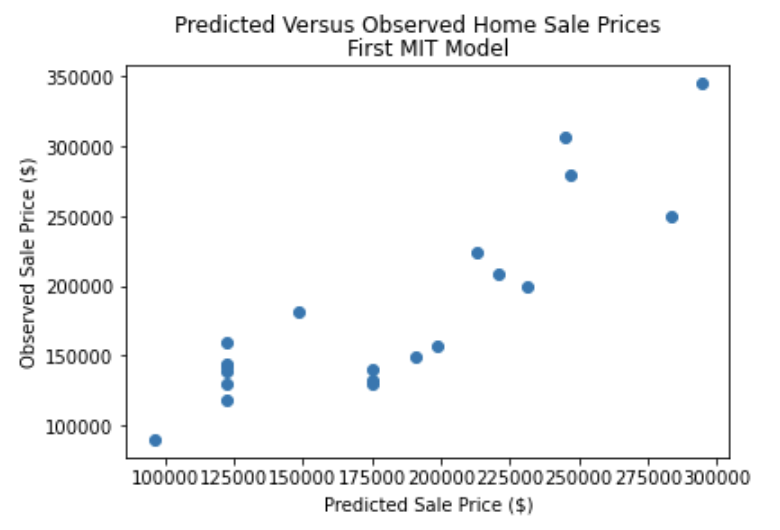 Predicted Versus Observed Home Sale Prices
First MIT Model
350000
300000
250000
200000
150000
100000
Observed Sale Price ($)
100000 125000 150000 175000 200000 225000 250000 275000 300000
Predicted Sale Price ($)